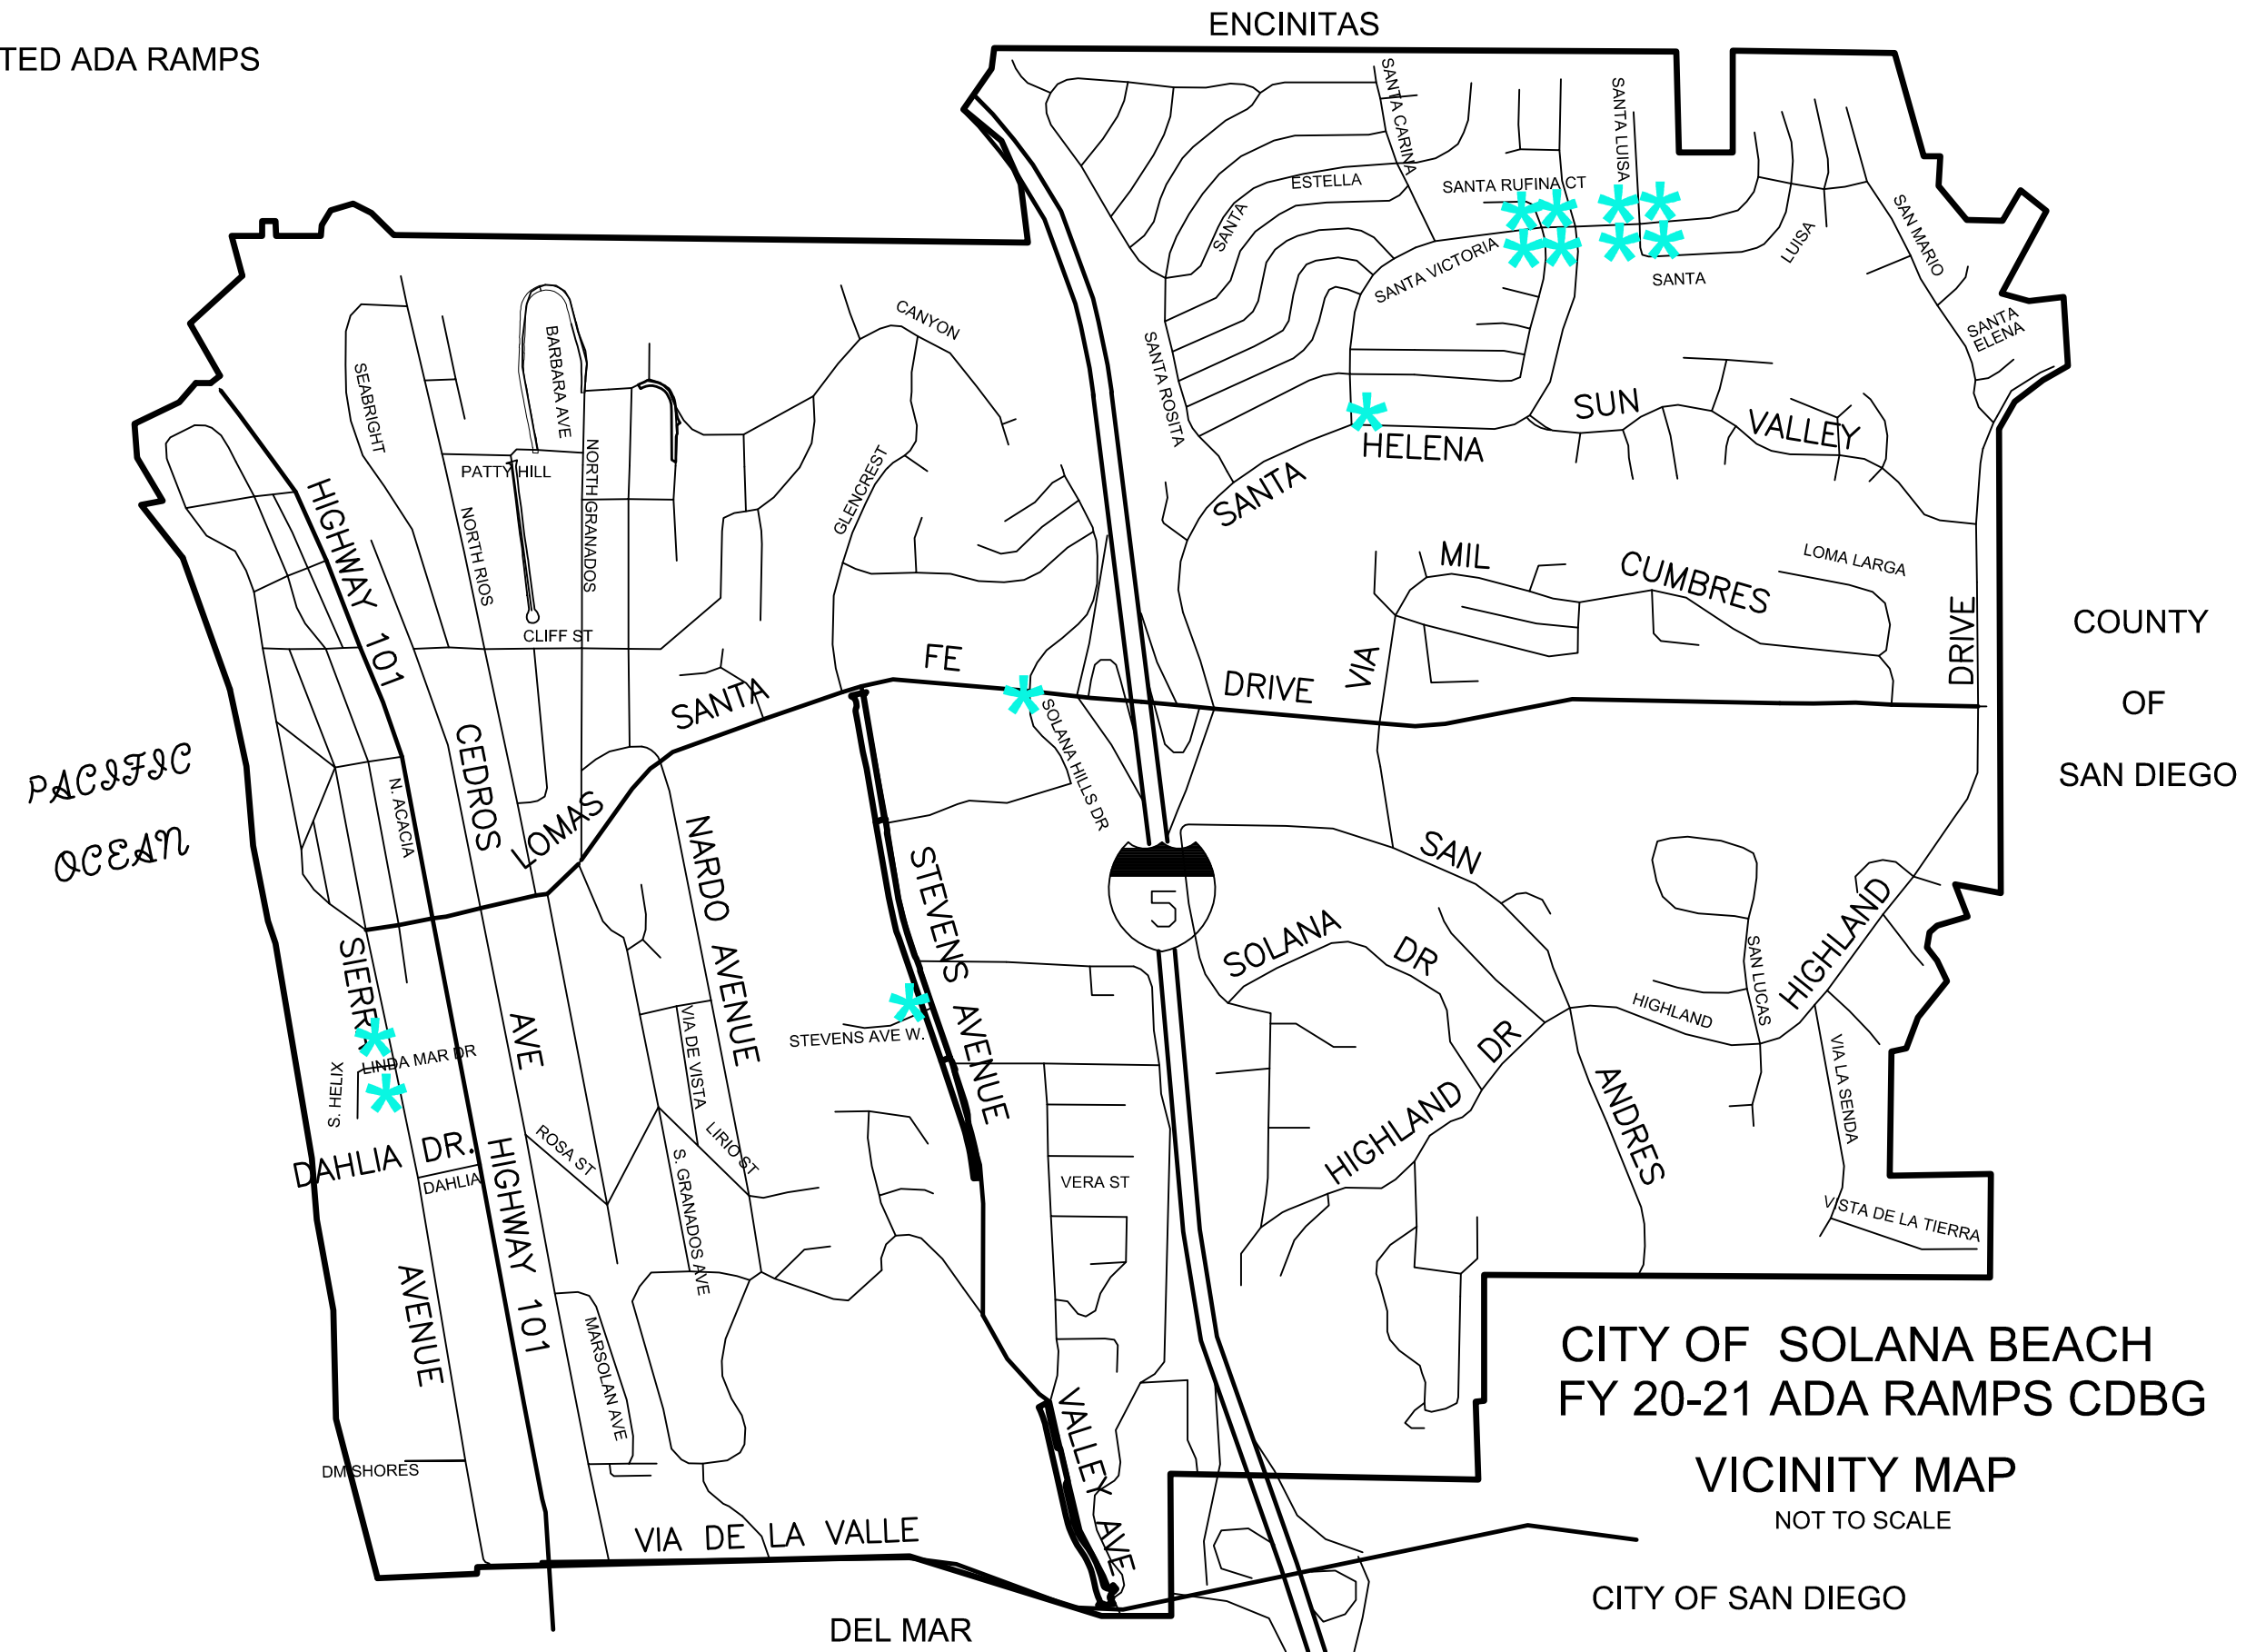 ENCINITAS
TED ADA RAMPS
SANTA CARINA
SANTA LUISA
ESTELLA
SANTA RUFINA CT
SANTA
SANTA VICTORIA
LUISA
SANTA
SAN MARIO
SANTA
ELENA
CANYON
BARBARA AVE
SEABRIGHT
SANTA ROSITA
SUN
VALLEY
HELENA
SANTA
PATTY HILL
NORTH GRANADOS
GLENCREST
HIGHWAY 101
NORTH RIOS
MIL
CUMBRES
LOMA LARGA
CLIFF ST
DRIVE
COUNTY
OF
SAN DIEGO
FE
DRIVE
VIA
SANTA
SOLANA HILLS DR
PACIFIC
OCEAN
CEDROS
N. ACACIA
LOMAS
NARDO AVENUE
STEVENS AVENUE
SAN
5
SOLANA
DR
HIGHLAND
SAN LUCAS
HIGHLAND
SIERRA
AVE
VIA DE VISTA
STEVENS AVE W.
LINDA MAR DR
S. HELIX
DR
HIGHLAND
ANDRES
VIA LA SENDA
DAHLIA DR.
DAHLIA
HIGHWAY 101
ROSA ST
LIRIO ST
S. GRANADOS AVE
VERA ST
VISTA DE LA TIERRA
AVENUE
MARSOLAN AVE
VALLEY AVE
DM SHORES
VIA DE LA VALLE
CITY OF SOLANA BEACH
FY 20-21 ADA RAMPS CDBG
VICINITY MAP
NOT TO SCALE
CITY OF SAN DIEGO
DEL MAR